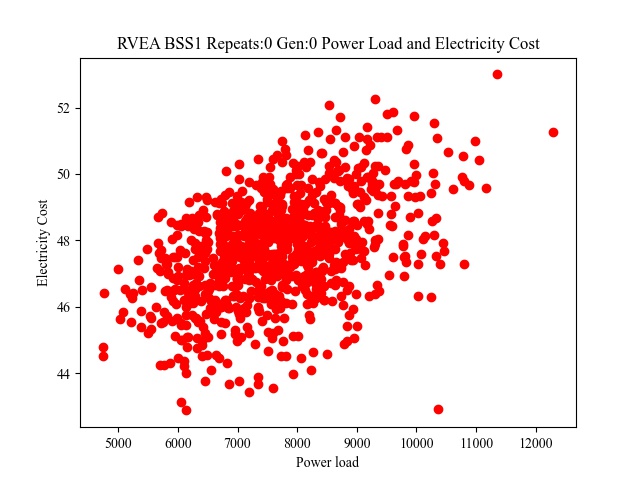 RVEA BSS1 Repeats:0 Gen:0 Power Load and Electricity Cost
52
50
48
46
44
Electricity Cost
5000 6000 7000 8000 9000 10000 11000 12000
Power load